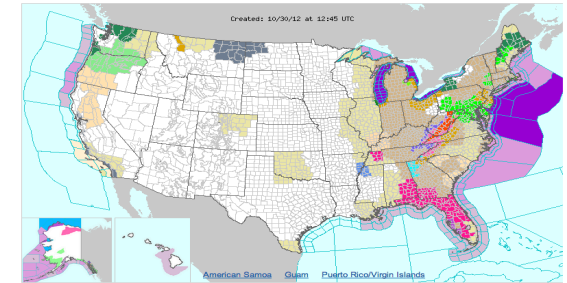 Created: 10/30/12 at 12:45 UTC
American Samoa Guam Puerto Rico/Virgin Islands